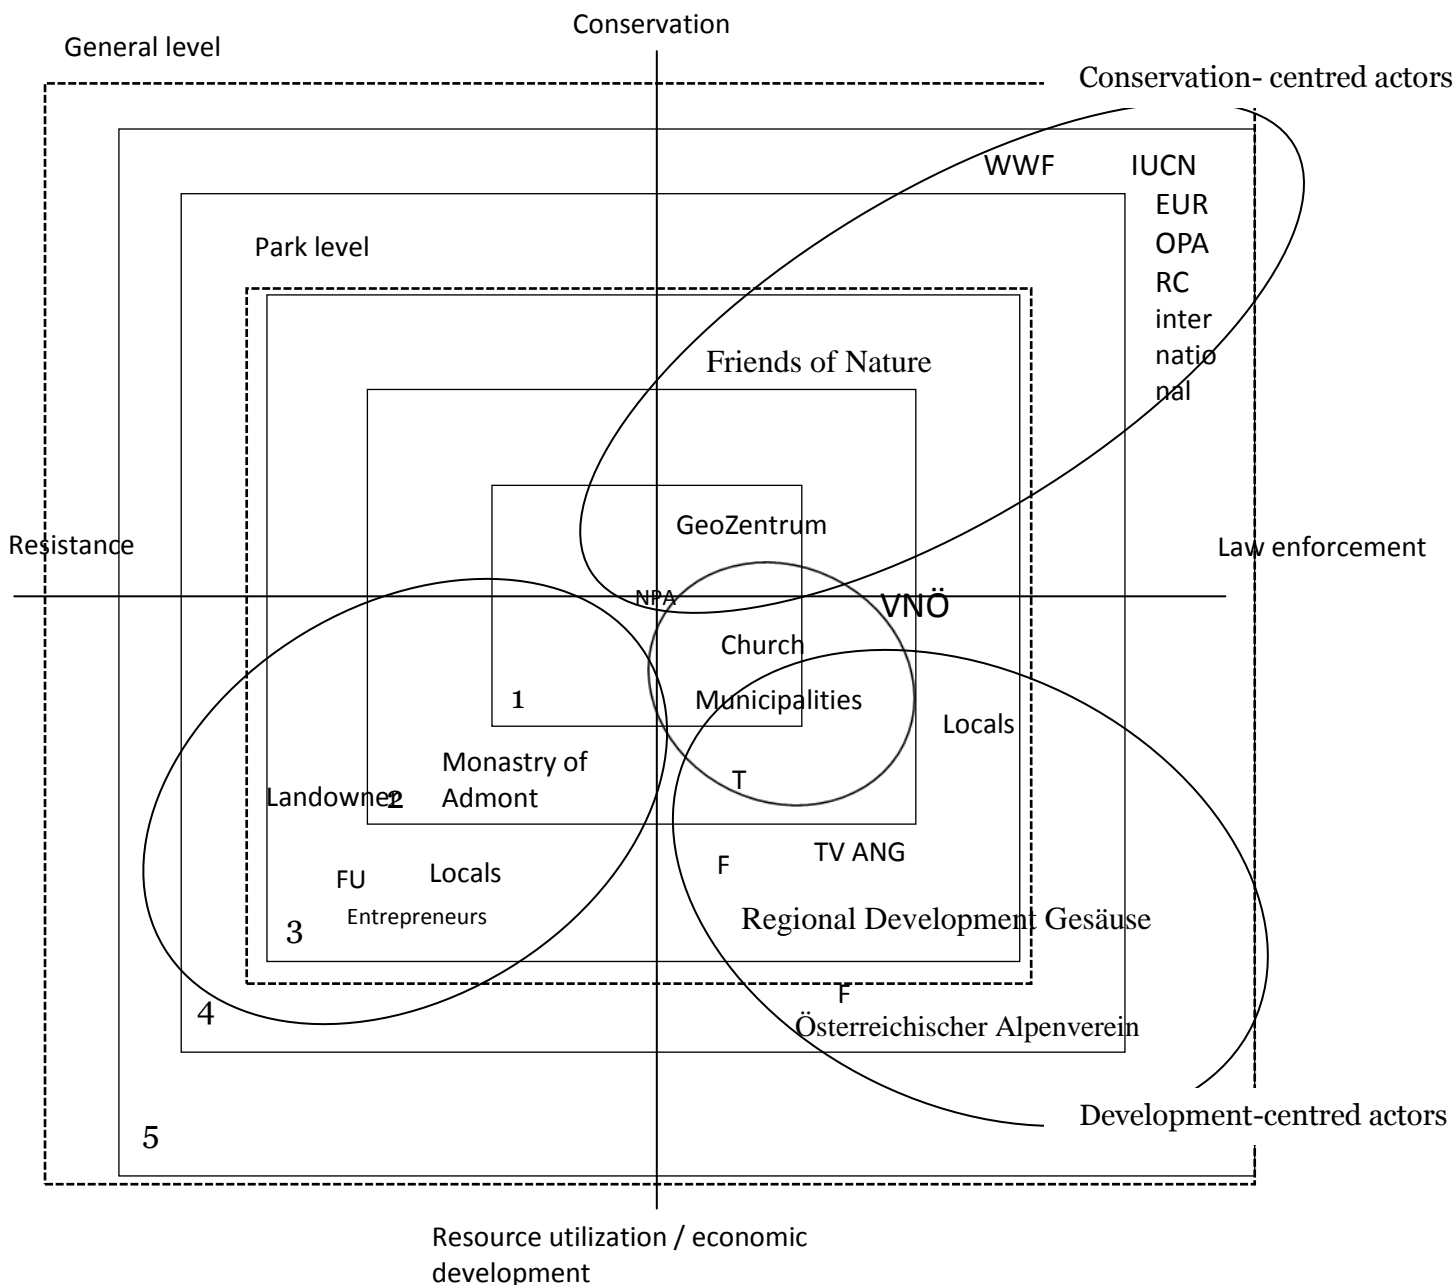 Conservation
General level
Conservation- centred actors
WWF
IUCN
EUR
OPA
RC
inter
natio
nal
Park level
Friends of Nature
GeoZentrum
Resistance
Law enforcement
NPA
VNÖ
Church
1
Municipalities
Locals
Monastry of
Admont
T
Landowner
2
TV ANG
F
FU
Locals
Entrepreneurs
Regional Development Gesäuse
3
F
4
Österreichischer Alpenverein
Development-centred actors
5
Resource utilization / economic
development